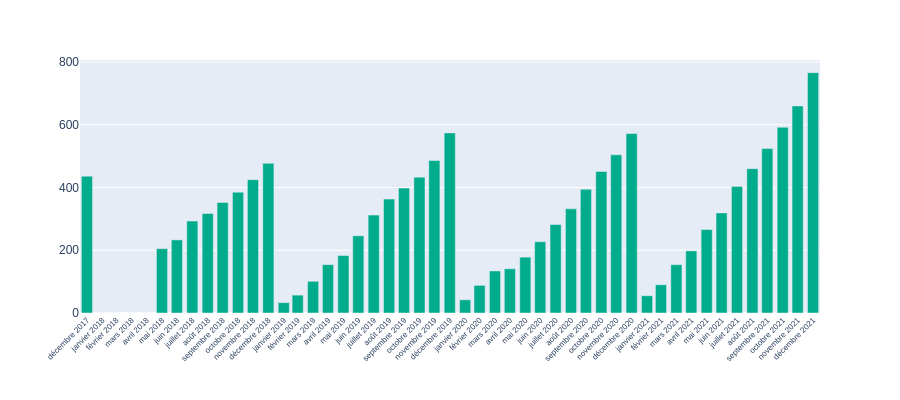 800
600
400
200
0
décembre 2017
janvier 2018
février 2018
mars 2018
avril 2018
mai 2018
juin 2018
juillet 2018
août 2018
septembre 2018
octobre 2018
novembre 2018
décembre 2018
janvier 2019
février 2019
mars 2019
avril 2019
mai 2019
juin 2019
juillet 2019
août 2019
septembre 2019
octobre 2019
novembre 2019
décembre 2019
janvier 2020
février 2020
mars 2020
avril 2020
mai 2020
juin 2020
juillet 2020
août 2020
septembre 2020
octobre 2020
novembre 2020
décembre 2020
janvier 2021
février 2021
mars 2021
avril 2021
mai 2021
juin 2021
juillet 2021
août 2021
septembre 2021
octobre 2021
novembre 2021
décembre 2021